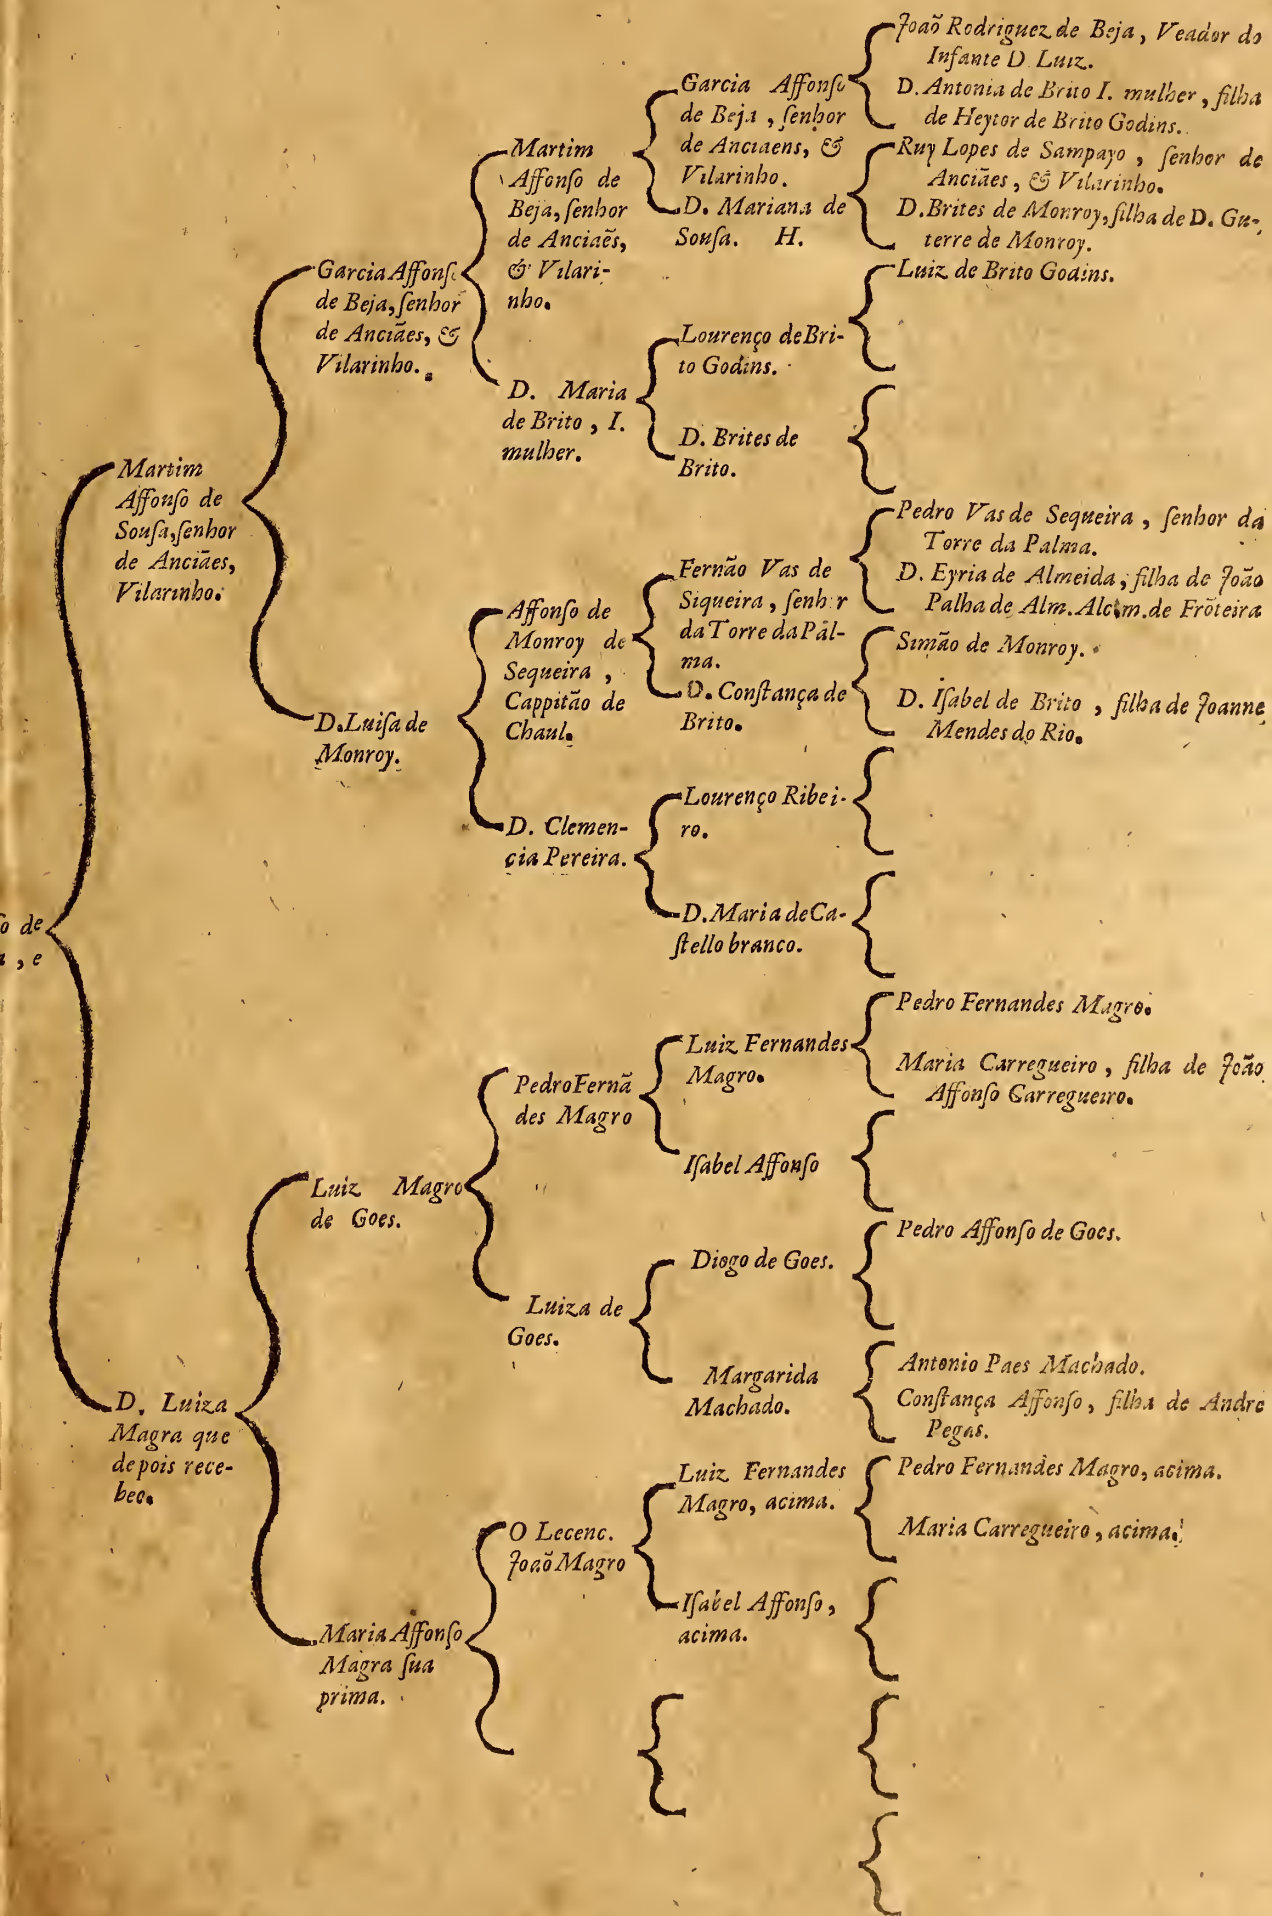 ſo de
, e
Martim
Affonſo de
Souſa, ſenhor
de Anciães,
Vilarinho.
D. Luiza
Magra que
depois rece-
beo.
Garcia Affonſo
de Beja, ſenhor
de Anciães, &
Vilarinho.
D. Luiſa de
Monroy.
Luiz Magro
de Goes.
Maria Affonſo
Magra ſua
prima.
Martim
Affonſo de
Beja, ſenhor
de Anciaẽs,
& Vilari-
nho.
D. Maria
de Brito, I.
mulher.
Affonſo de
Monroy de
Sequeira,
Cappitão de
Chaul.
D. Clemen-
cia Pereira.
Pedro Fernã
des Magro
Luiza de
Goes.
O Lecenc.
Joaõ Magro
Garcia Affonſo
de Beja, ſenhor
de Anciaens, &
Vilarinho.
D. Mariana de
Souſa. H.
Lourenço de Bri-
to Godins.
D. Brites de
Brito.
Fernão Vas de
Siqueira, ſenhor
da Torre da Pal-
ma.
D. Conſtança de
Brito.
Lourenço Ribei-
ro.
D. Maria de Ca-
ſtello branco.
Luiz Fernandes
Magro.
Iſabel Affonſo
Diogo de Goes.
Margarida
Machado.
Luiz Fernandes
Magro, acima.
Iſabel Affonſo,
acima.
Joaõ Rodriguez de Beja, Veador do
Infante D. Luiz.
D. Antonia de Brito I. mulher, filha
de Heytor de Brito Godins.
Ruy Lopes de Sampayo, ſenhor de
Anciães, & Vilarinho.
D. Brites de Monroy, filha de D. Gu-
terre de Monroy.
Luiz de Brito Godins.
Pedro Vas de Sequeira, ſenhor da
Torre da Palma.
D. Eyria de Almeida, filha de João
Palha de Alm. Alcm. de Frõteira
Simão de Monroy.
D. Iſabel de Brito, filha de Joanne
Mendes do Rio.
Pedro Fernandes Magro.
Maria Carregueiro, filha de João
Affonſo Carregueiro.
Pedro Affonſo de Goes.
Antonio Paes Machado.
Conſtança Affonſo, filha de Andre
Pegas.
Pedro Fernandes Magro, acima.
Maria Carregueiro, acima.